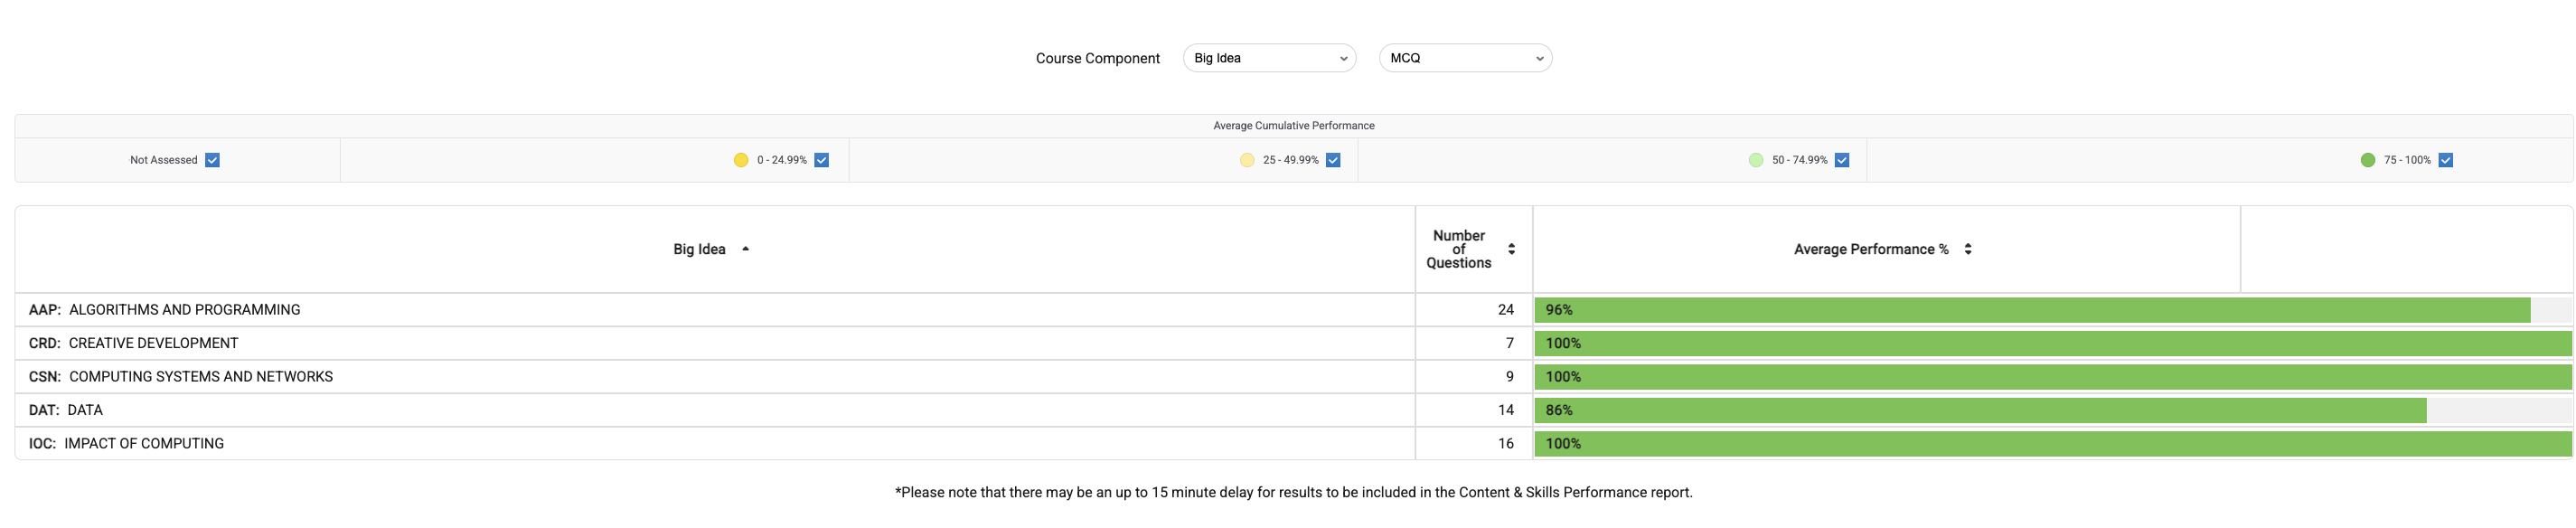 Course Component Big Idea MCQ
Average Cumulative Performance
Not Assessed 0 - 24.99% 25 - 49.99% 50 - 74.99% 75 - 100%
Big Idea Number of Questions Average Performance %
AAP: ALGORITHMS AND PROGRAMMING 24 96%
CRD: CREATIVE DEVELOPMENT 7 100%
CSN: COMPUTING SYSTEMS AND NETWORKS 9 100%
DAT: DATA 14 86%
IOC: IMPACT OF COMPUTING 16 100%
*Please note that there may be an up to 15 minute delay for results to be included in the Content & Skills Performance report.